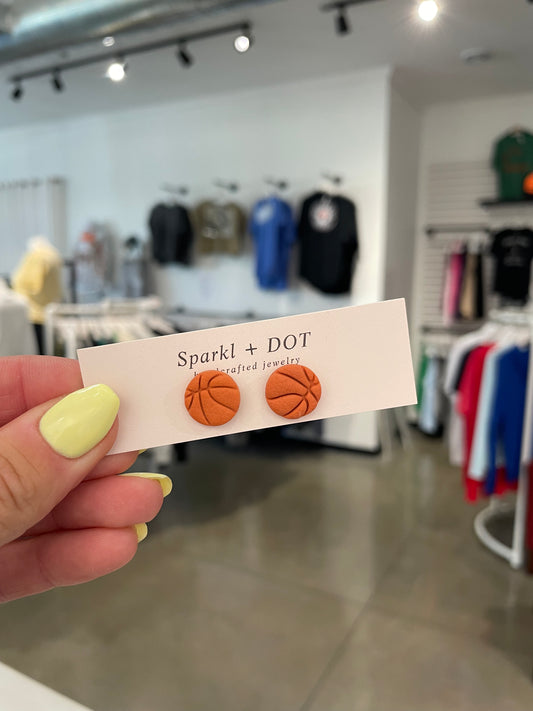 Sparkl + DOT
handcrafted jewelry